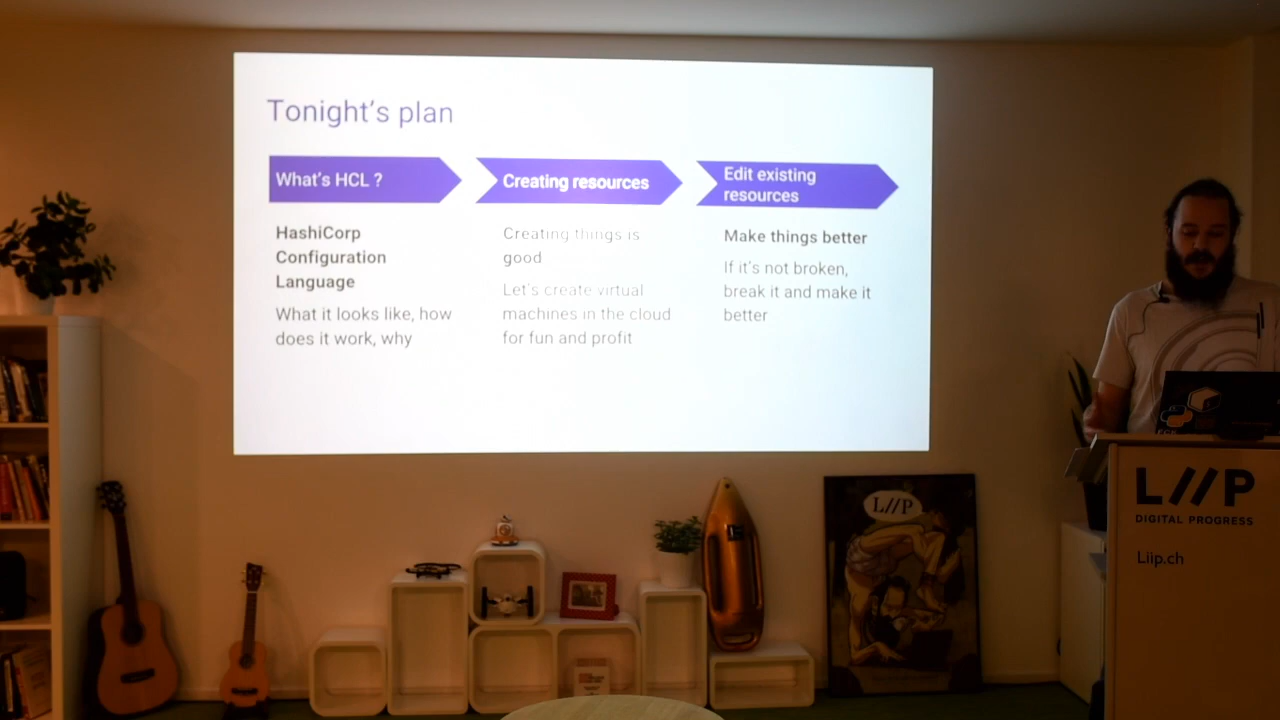 Tonight's plan
What's HCL ?
HashiCorp
Configuration
Language
What it looks like, how
does it work, why
Creating resources
Creating things is
good
Let's create virtual
machines in the cloud
for fun and profit
Edit existing
resources
Make things better
If it's not broken,
break it and make it
better
L//P
L//P
DIGITAL PROGRESS
Liip.ch